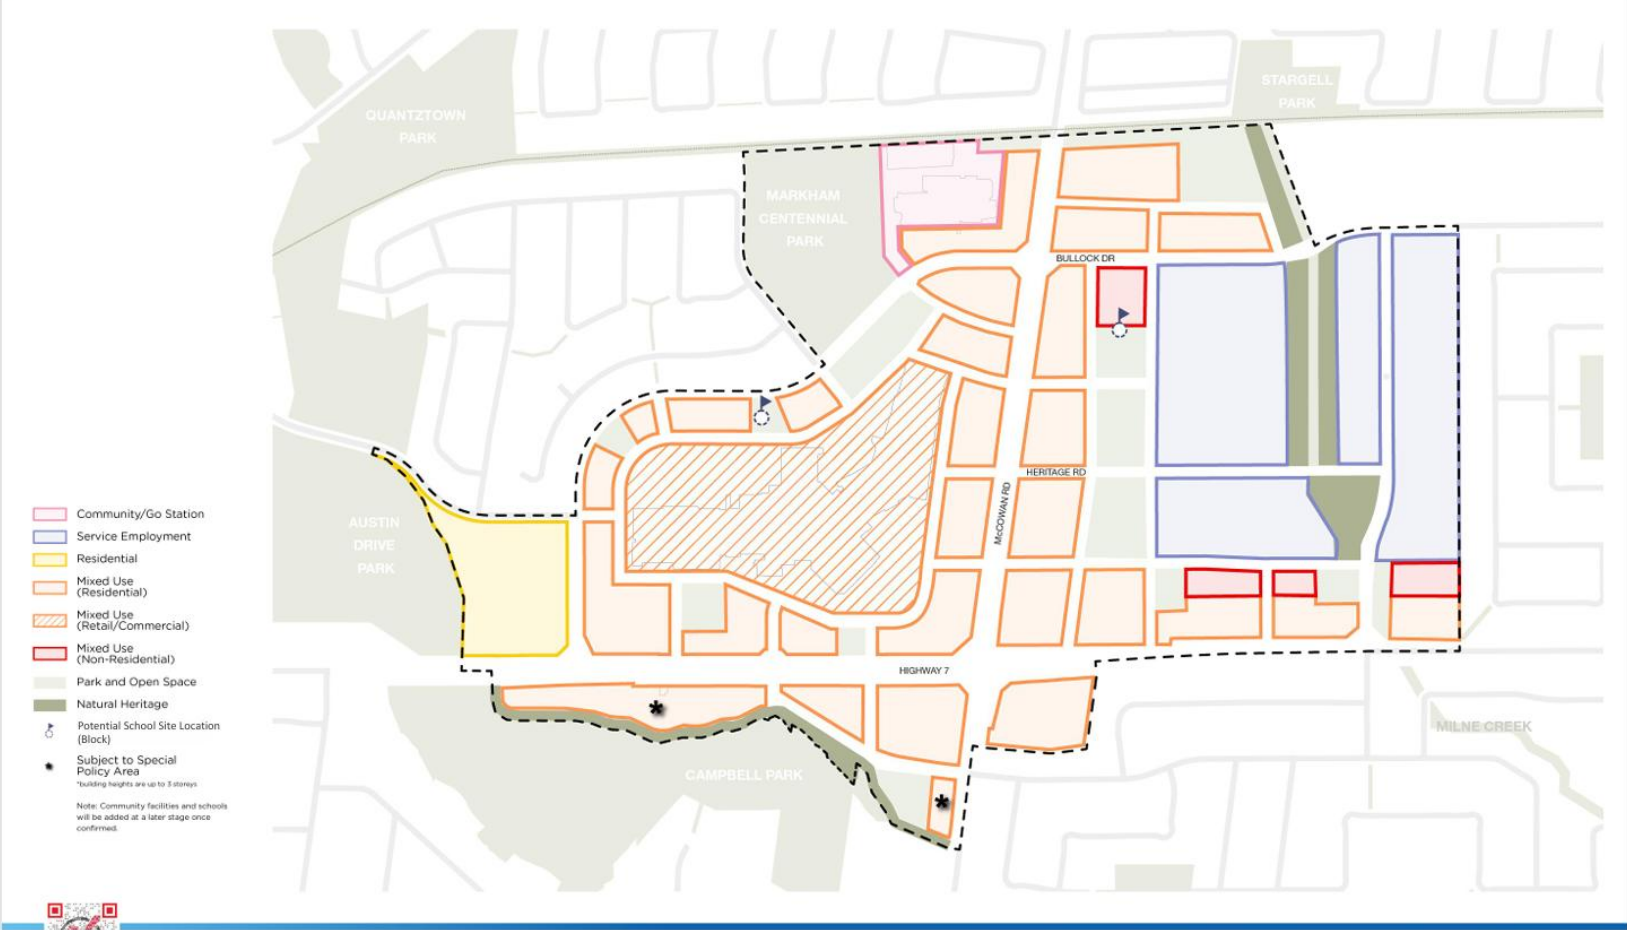 STARGELL
PARK
QUANTZTOWN
PARK
MARKHAM
CENTENNIAL
PARK
BULLOCK DR
HERITAGE RD
McCOWAN RD
AUSTIN
DRIVE
PARK
HIGHWAY 7
MILNE CREEK
CAMPBELL PARK
Community/Go Station
Service Employment
Residential
Mixed Use
(Residential)
Mixed Use
(Retail/Commercial)
Mixed Use
(Non-Residential)
Park and Open Space
Natural Heritage
Potential School Site Location
(Block)
Subject to Special
Policy Area
*building heights are up to 3 storeys
Note: Community facilities and schools
will be added at a later stage once
confirmed.